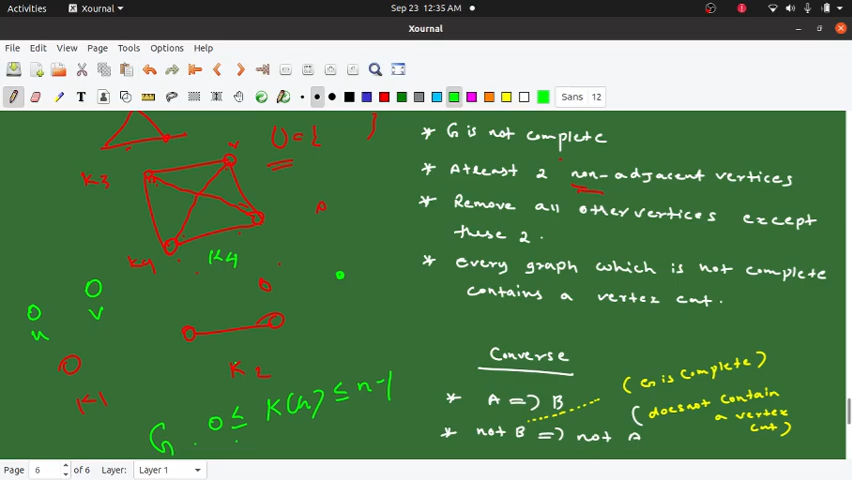 Activities
Xournal
Sep 23 12:35 AM
Xournal
File Edit View Page Tools Options Help
Sans 12
K3
U = { }
v
K4
K4
u
v
K1
K2
G 0 ≤ K(G) ≤ n-1
* G is not complete
* Atleast 2 non-adjacent vertices
* Remove all other vertices except
these 2.
* every graph which is not complete
contains a vertex cut.
Converse
* A => B
* not B => not A
(G is complete)
(does not contain
a vertex
cut)
Page 6 of 6 Layer: Layer 1